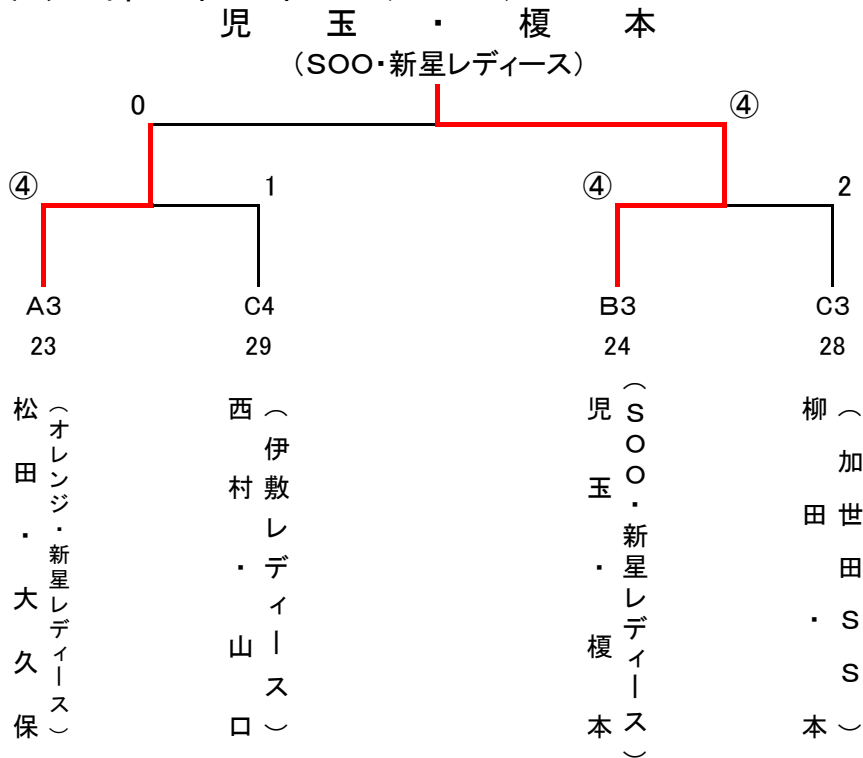 児玉・榎本
（SOO・新星レディース）
0
④
④
1
④
2
A3
C4
B3
C3
23
29
24
28
松田・大久保
（オレンジ・新星レディース）
西村・山口
（伊敷レディース）
児玉・榎本
（SOO・新星レディース）
柳田・本
（加世田SS）